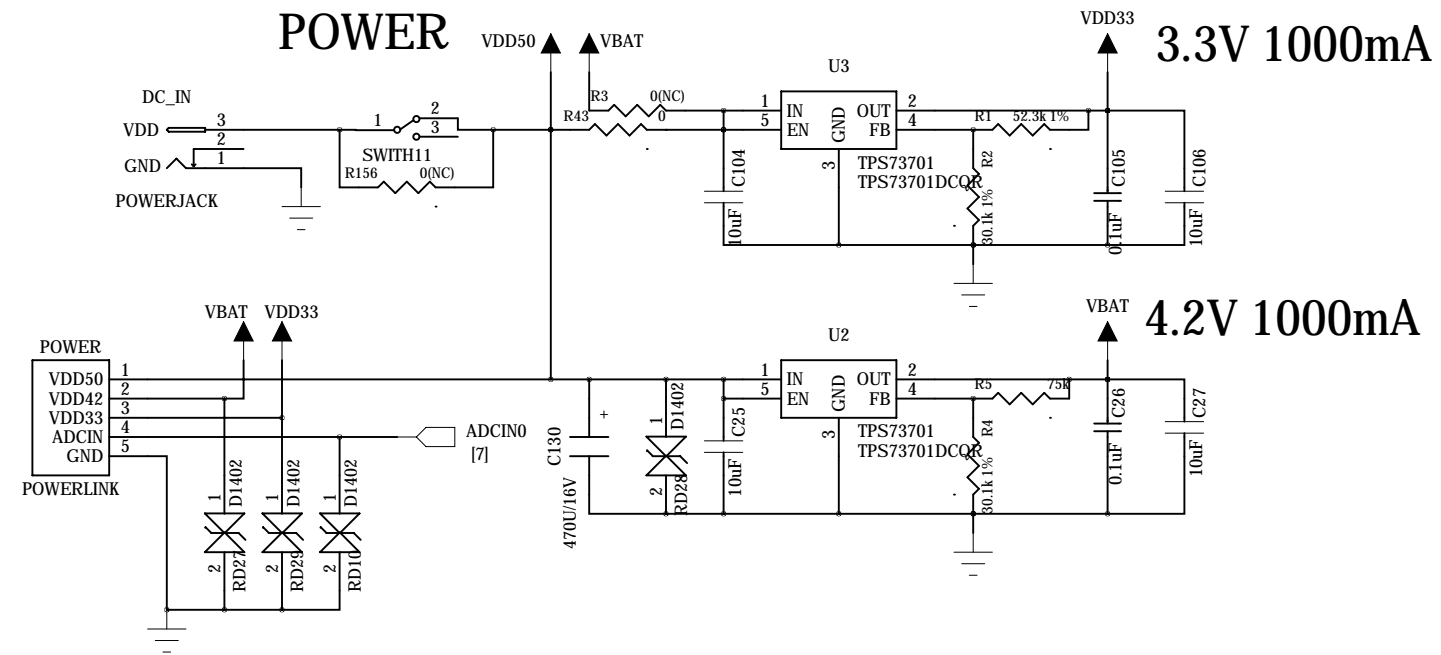 POWER
VDD50
VBAT
VDD33
3.3V 1000mA
DC_IN
VDD
3
2
GND
1
POWERJACK
1
2
3
SWITH11
R156
0(NC)
R3
0(NC)
R43
0
U3
1
IN
OUT
2
5
EN
FB
4
GND
3
TPS73701
TPS73701DCQR
R1
52.3k 1%
R2
30.1k 1%
C104
10uF
C105
0.1uF
C106
10uF
VBAT
VDD33
POWER
VDD50
1
VDD42
2
VDD33
3
ADCIN
4
GND
5
POWERLINK
ADCIN0
[7]
1
D1402
2
RD27
1
D1402
2
RD29
1
D1402
2
RD10
+
C130
470U/16V
1
D1402
2
RD28
C25
10uF
U2
1
IN
OUT
2
5
EN
FB
4
GND
3
TPS73701
TPS73701DCQR
R5
75k
R4
30.1k 1%
VBAT
4.2V 1000mA
C26
0.1uF
C27
10uF